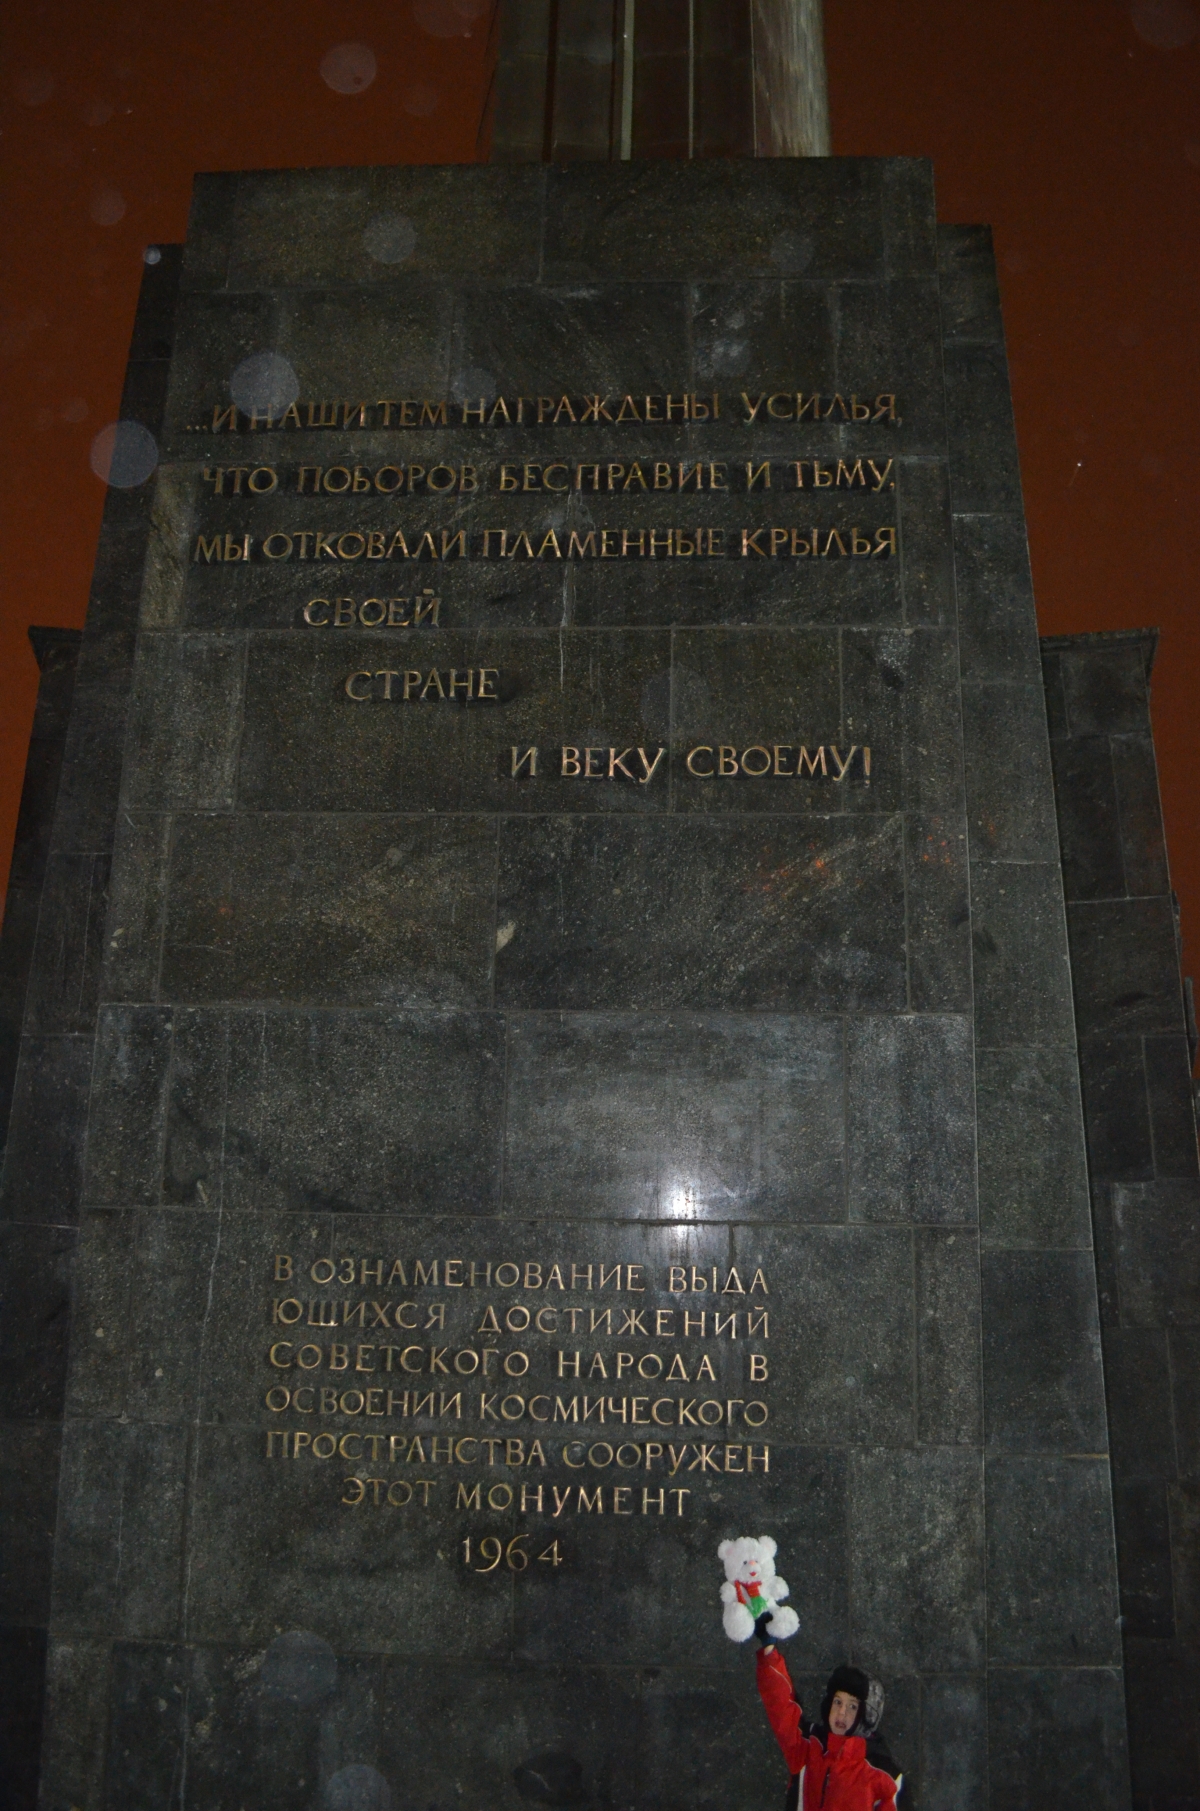 ...И НАШИ ТЕМ НАГРАЖДЕНЫ УСИЛЬЯ,
ЧТО ПОБОРОВ БЕСПРАВИЕ И ТЬМУ,
МЫ ОТКОВАЛИ ПЛАМЕННЫЕ КРЫЛЬЯ
СВОЕЙ
СТРАНЕ
И ВЕКУ СВОЕМУ!
В ОЗНАМЕНОВАНИЕ ВЫДА
ЮЩИХСЯ ДОСТИЖЕНИЙ
СОВЕТСКОГО НАРОДА В
ОСВОЕНИИ КОСМИЧЕСКОГО
ПРОСТРАНСТВА СООРУЖЕН
ЭТОТ МОНУМЕНТ
1964